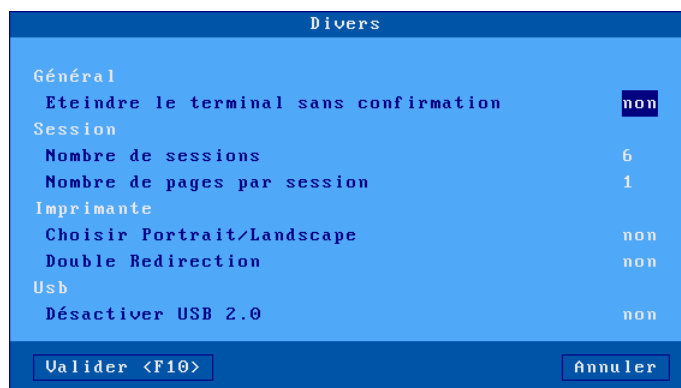 Divers
Général
Eteindre le terminal sans confirmation non
Session
Nombre de sessions 6
Nombre de pages par session 1
Imprimante
Choisir Portrait/Landscape non
Double Redirection non
Usb
Désactiver USB 2.0 non
Valider <F10> Annuler